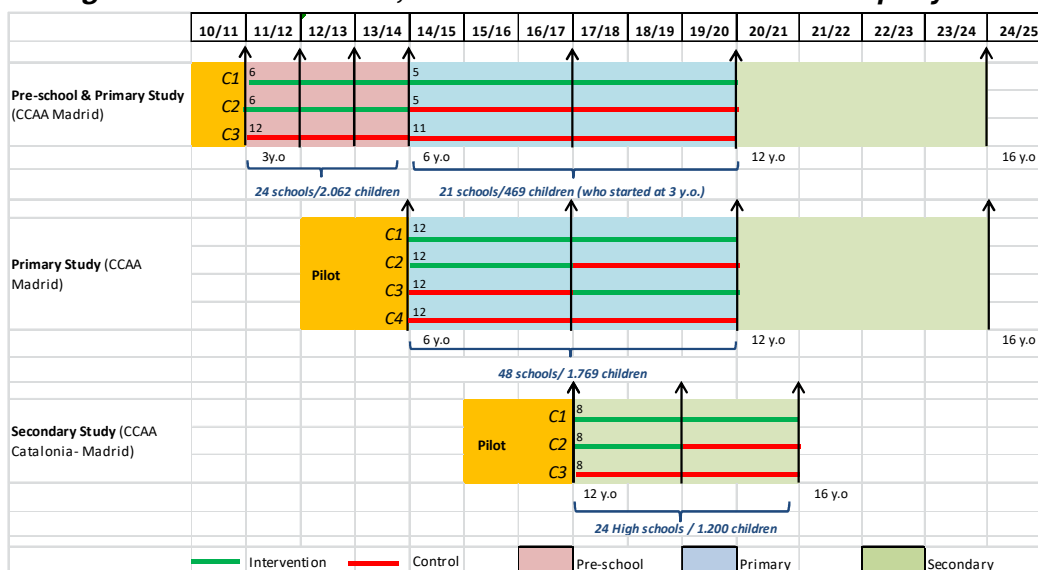 10/11 11/12 12/13 13/14 14/15 15/16 16/17 17/18 18/19 19/20 20/21 21/22 22/23 23/24 24/25
Pre-school & Primary Study
(CCAA Madrid)
C1 6 5
C2 6 5
C3 12 11
3y.o 6 y.o 12 y.o 16 y.o
24 schools/2.062 children 21 schools/469 children (who started at 3 y.o.)
Primary Study (CCAA
Madrid)
Pilot
C1 12
C2 12
C3 12
C4 12
6 y.o 12 y.o 16 y.o
48 schools/ 1.769 children
Secondary Study (CCAA
Catalonia- Madrid)
Pilot
C1 8
C2 8
C3 8
12 y.o 16 y.o
24 High schools / 1.200 children
Intervention Control Pre-school Primary Secondary